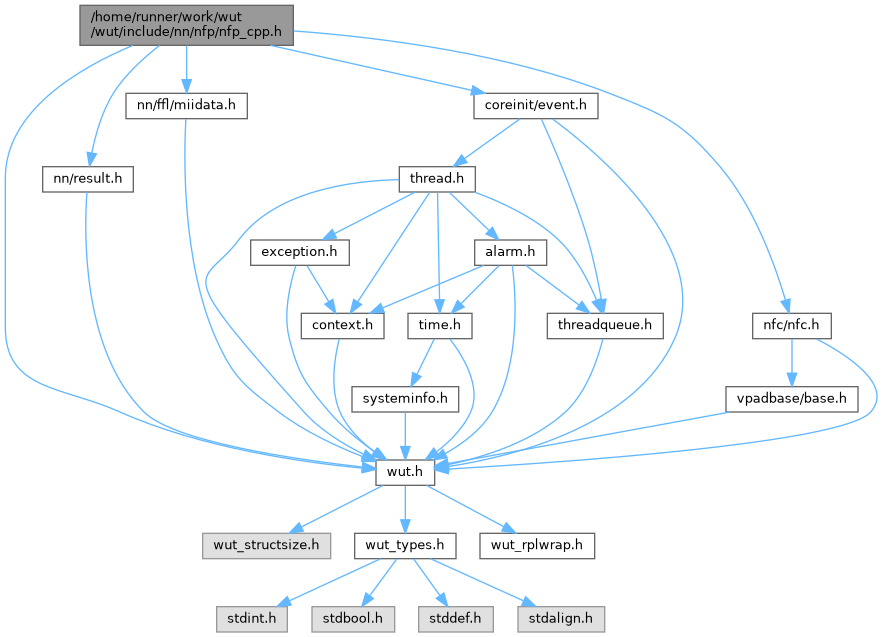 /home/runner/work/wut
/wut/include/nn/nfp/nfp_cpp.h
nn/ffl/miidata.h
coreinit/event.h
nn/result.h
thread.h
exception.h
alarm.h
context.h
time.h
threadqueue.h
nfc/nfc.h
systeminfo.h
vpadbase/base.h
wut.h
wut_structsize.h
wut_types.h
wut_rplwrap.h
stdint.h
stdbool.h
stddef.h
stdalign.h